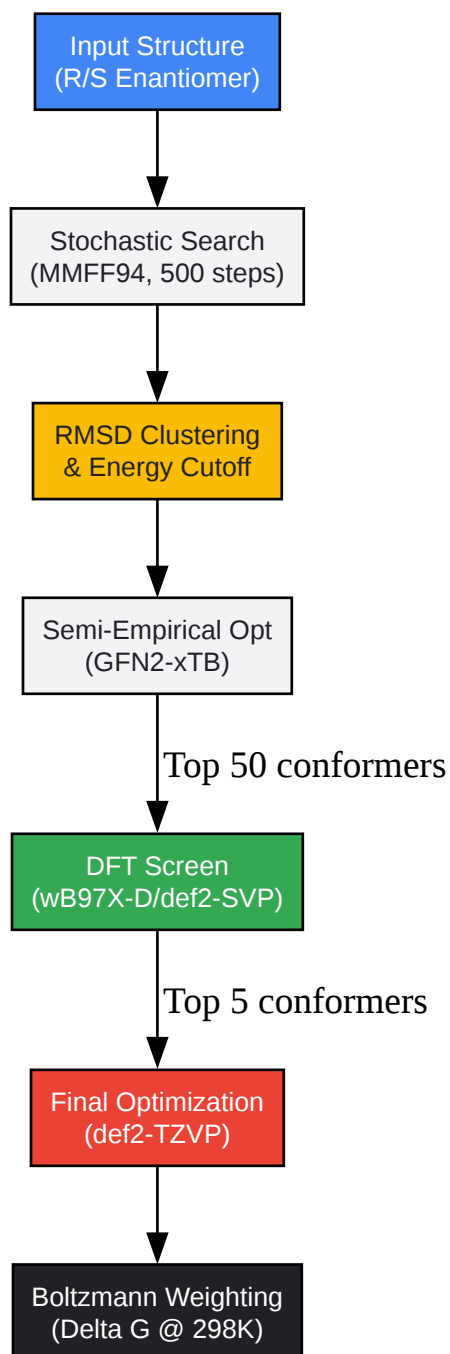 Input Structure
(R/S Enantiomer)
Stochastic Search
(MMFF94, 500 steps)
RMSD Clustering
& Energy Cutoff
Semi-Empirical Opt
(GFN2-xTB)
Top 50 conformers
DFT Screen
(wB97X-D/def2-SVP)
Top 5 conformers
Final Optimization
(def2-TZVP)
Boltzmann Weighting
(Delta G @ 298K)